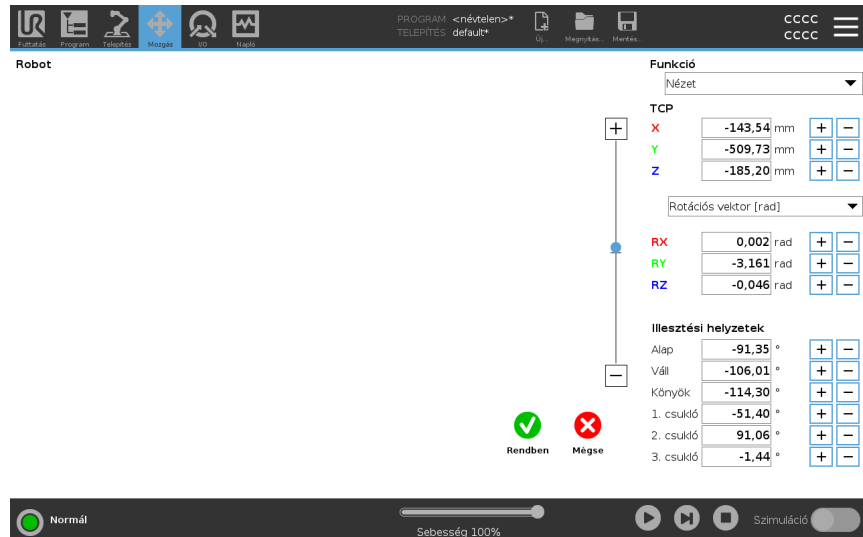 PROGRAM <névtelen>*
TELEPÍTÉS default*
Futtatás Program Telepítés Mozgás I/O Napló Új... Megnyitás... Mentés...
CCCC
CCCC
Robot
Funkció
Nézet
TCP
X -143,54 mm + −
Y -509,73 mm + −
Z -185,20 mm + −
Rotációs vektor [rad]
RX 0,002 rad + −
RY -3,161 rad + −
RZ -0,046 rad + −
Illesztési helyzetek
Alap -91,35 ° + −
Váll -106,01 ° + −
Könyök -114,30 ° + −
1. csukló -51,40 ° + −
2. csukló 91,06 ° + −
3. csukló -1,44 ° + −
Rendben Mégse
Normál
Sebesség 100%
Szimuláció